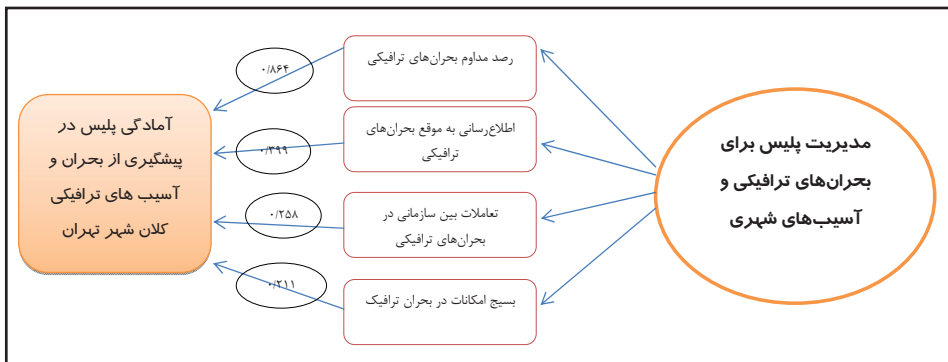 مدیریت پلیس برای
بحران‌های ترافیکی و
آسیب‌های شهری
رصد مداوم بحران‌های ترافیکی
اطلاع‌رسانی به موقع بحران‌های
ترافیکی
تعاملات بین سازمانی در
بحران‌های ترافیکی
بسیج امکانات در بحران ترافیک
۰/۸۶۴
۰/۳۹۹
۰/۲۵۸
۰/۲۱۱
آمادگی پلیس در
پیشگیری از بحران و
آسیب های ترافیکی
کلان شهر تهران